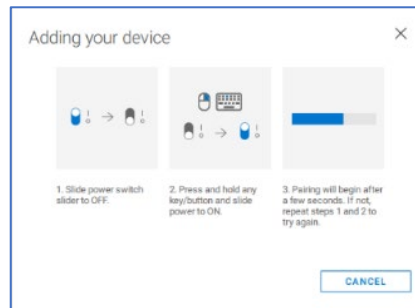 Adding your device
1. Slide power switch
slider to OFF.
2. Press and hold any
key/button and slide
power to ON.
3. Pairing will begin after
a few seconds. If not,
repeat steps 1 and 2 to
try again.
CANCEL